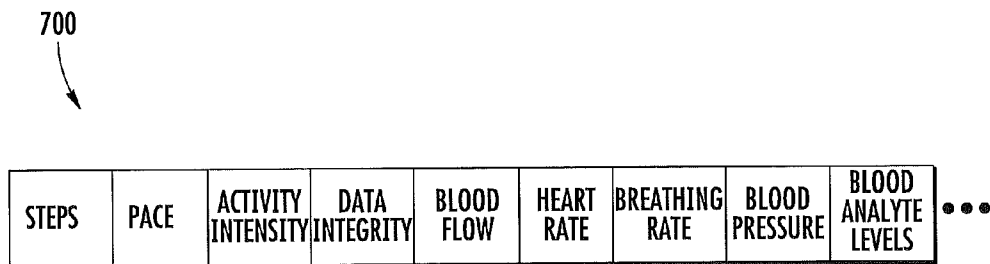 700
STEPS
PACE
ACTIVITY
INTENSITY
DATA
INTEGRITY
BLOOD
FLOW
HEART
RATE
BREATHING
RATE
BLOOD
PRESSURE
BLOOD
ANALYTE
LEVELS